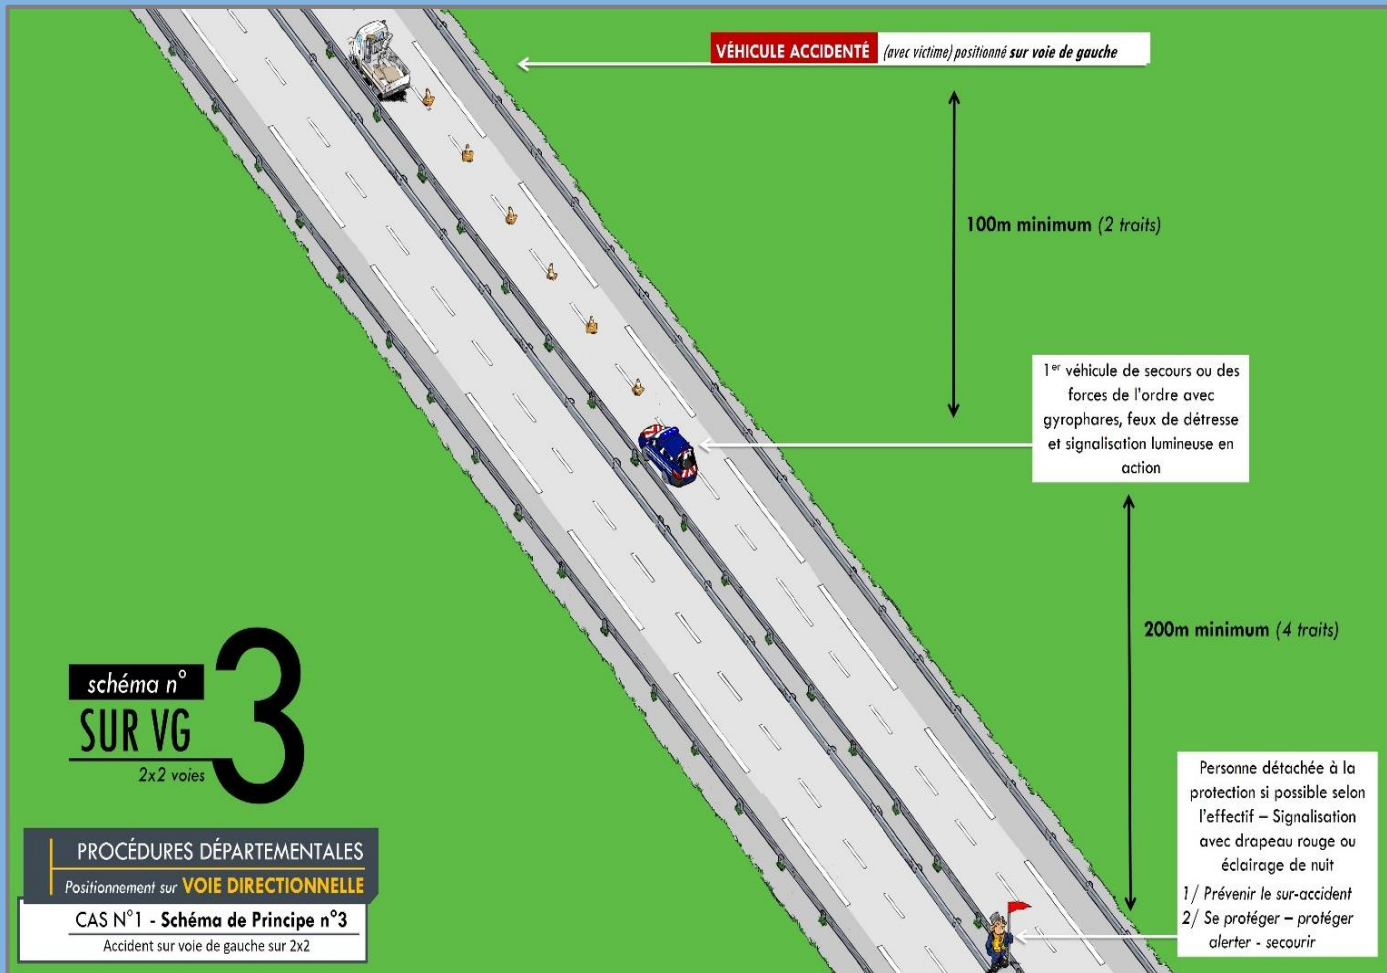 VÉHICULE ACCIDENTÉ (avec victime) positionné sur voie de gauche
100m minimum (2 traits)
1er véhicule de secours ou des
forces de l'ordre avec
gyrophares, feux de détresse
et signalisation lumineuse en
action
200m minimum (4 traits)
schéma n°
SUR VG
2x2 voies
3
Personne détachée à la
protection si possible selon
l'effectif – Signalisation
avec drapeau rouge ou
éclairage de nuit
1/ Prévenir le sur-accident
2/ Se protéger – protéger
alerter - secourir
PROCÉDURES DÉPARTEMENTALES
Positionnement sur VOIE DIRECTIONNELLE
CAS N°1 - Schéma de Principe n°3
Accident sur voie de gauche sur 2x2